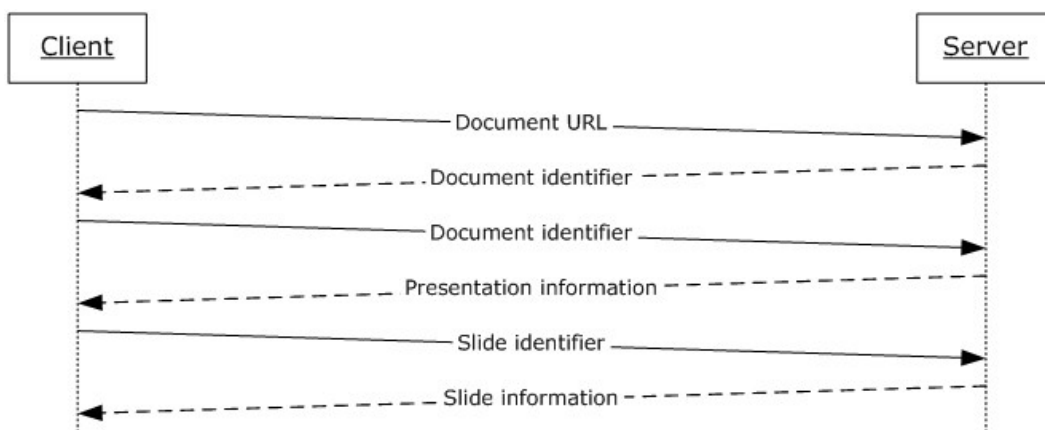 Client
Server
Document URL
Document identifier
Document identifier
Presentation information
Slide identifier
Slide information